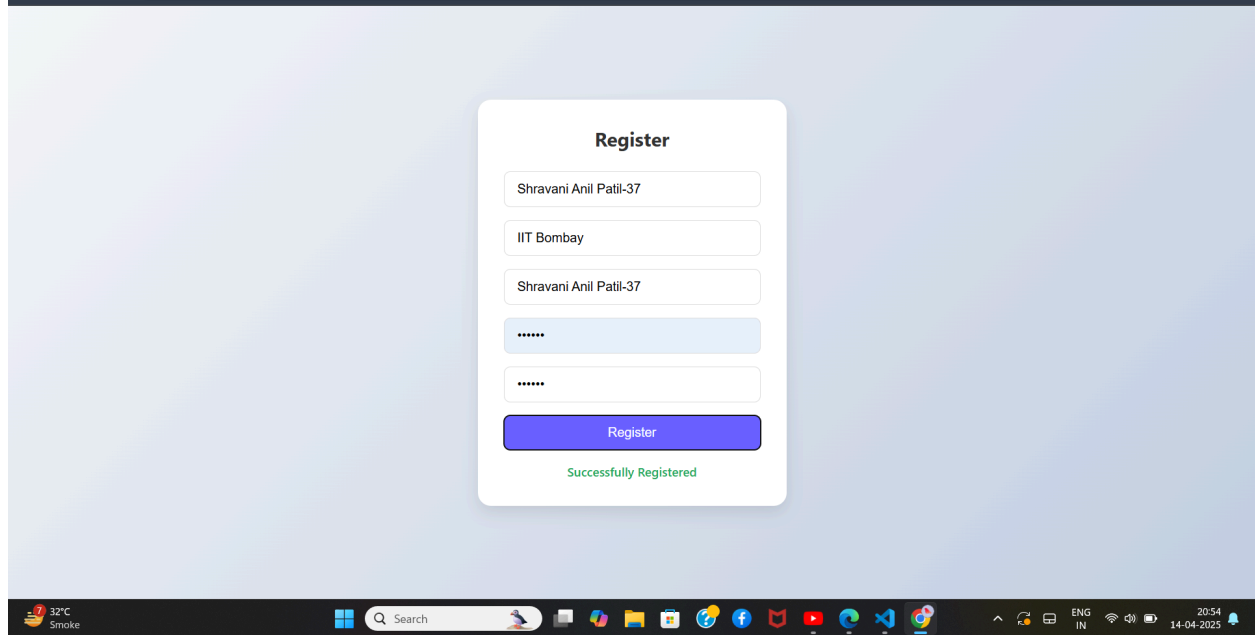 Register
Shravani Anil Patil-37
IIT Bombay
Shravani Anil Patil-37
••••••
••••••
Register
Successfully Registered
7
32°C
Smoke
Search
ENG
IN
20:54
14-04-2025